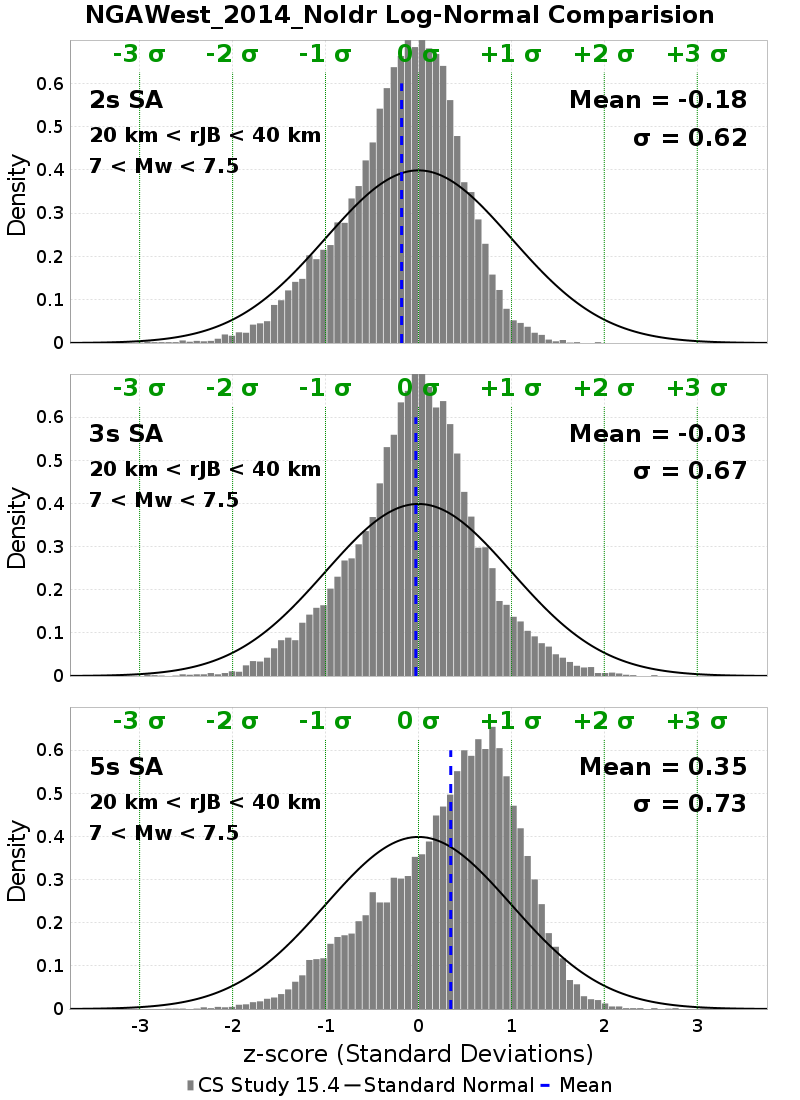 NGAWest_2014_NoIdr Log-Normal Comparision
-3 σ -2 σ -1 σ 0 σ +1 σ +2 σ +3 σ
2s SA
Mean = -0.18
20 km < rJB < 40 km
σ = 0.62
7 < Mw < 7.5
Density
0.6
0.5
0.4
0.3
0.2
0.1
0
-3 σ -2 σ -1 σ 0 σ +1 σ +2 σ +3 σ
3s SA
Mean = -0.03
20 km < rJB < 40 km
σ = 0.67
7 < Mw < 7.5
Density
0.6
0.5
0.4
0.3
0.2
0.1
0
-3 σ -2 σ -1 σ 0 σ +1 σ +2 σ +3 σ
5s SA
Mean = 0.35
20 km < rJB < 40 km
σ = 0.73
7 < Mw < 7.5
Density
0.6
0.5
0.4
0.3
0.2
0.1
0
-3 -2 -1 0 1 2 3
z-score (Standard Deviations)
CS Study 15.4 Standard Normal Mean